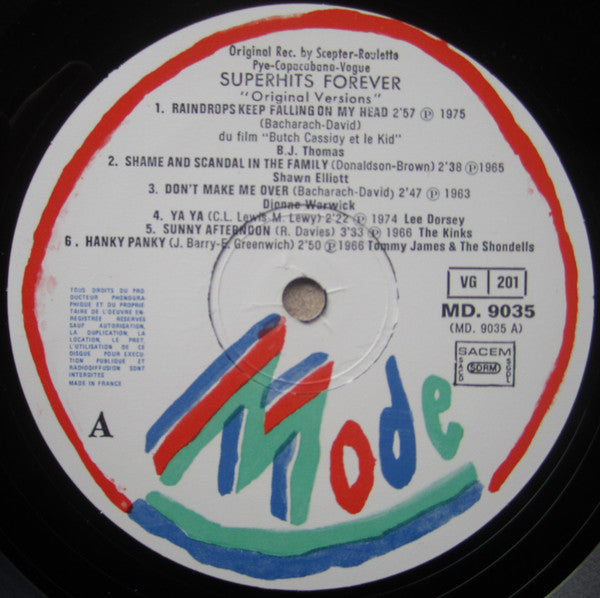 Original Rec. by Scepter-Roulette
Pye-Copacabana-Vogue
SUPERHITS FOREVER
"Original Versions"
1. RAINDROPS KEEP FALLING ON MY HEAD 2'57 Ⓟ 1975
(Bacharach-David)
du film "Butch Cassidy et le Kid"
B.J. Thomas
2. SHAME AND SCANDAL IN THE FAMILY (Donaldson-Brown) 2'38 Ⓟ 1965
Shawn Elliott
3. DON'T MAKE ME OVER (Bacharach-David) 2'47 Ⓟ 1963
Dionne Warwick
4. YA YA (C.L. Lewis-M. Lewy) 2'22 Ⓟ 1974 Lee Dorsey
5. SUNNY AFTERNOON (R. Davies) 3'33 Ⓟ 1966 The Kinks
6. HANKY PANKY (J. Barry-E. Greenwich) 2'50 Ⓟ 1966 Tommy James & The Shondells
TOUS DROITS DU PRO
DUCTEUR PHONOGRA
PHIQUE ET DU PROPRIE
TAIRE DE L'OEUVRE EN-
REGISTREE RESERVES
SAUF AUTORISATION,
LA DUPLICATION, LA
LOCATION, LE PRET,
L'UTILISATION DE CE
DISQUE POUR EXECU
TION PUBLIQUE ET
RADIODIFFUSION SONT
INTERDITES
MADE IN FRANCE
VG 201
MD. 9035
(MD. 9035 A)
SACEM
SACD SDRM SGDL
A
Mode